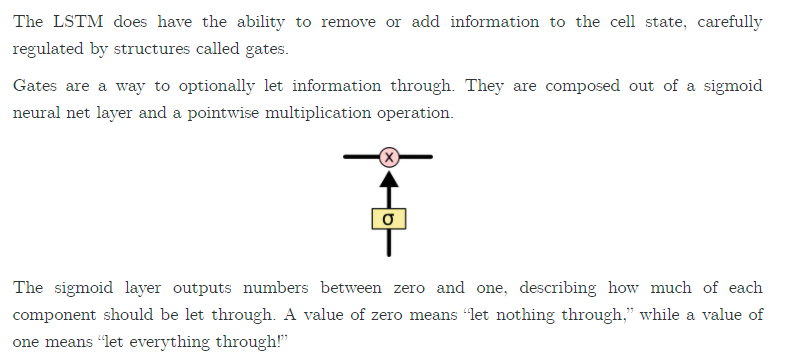 The LSTM does have the ability to remove or add information to the cell state, carefully
regulated by structures called gates.
Gates are a way to optionally let information through. They are composed out of a sigmoid
neural net layer and a pointwise multiplication operation.
X
σ
The sigmoid layer outputs numbers between zero and one, describing how much of each
component should be let through. A value of zero means “let nothing through,” while a value of
one means “let everything through!”